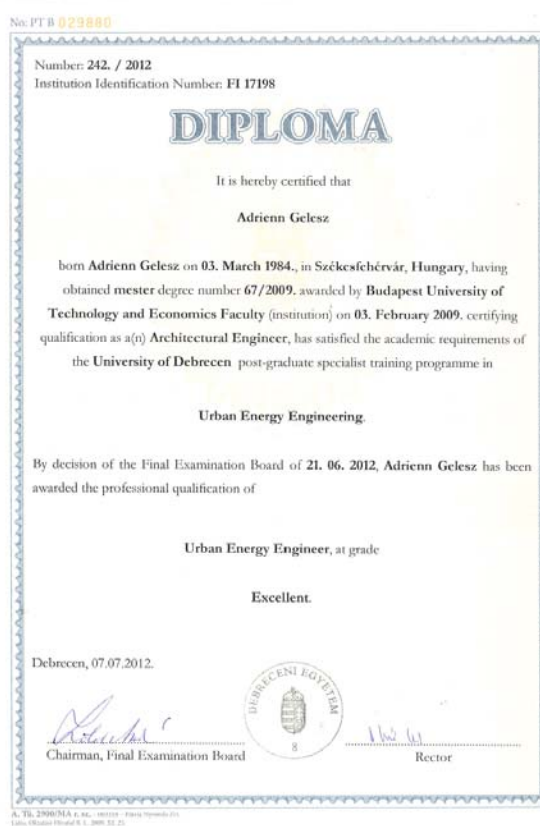 No: PT B 029880
Number: 242. / 2012
Institution Identification Number: FI 17198
DIPLOMA
It is hereby certified that
Adrienn Gelesz
born Adrienn Gelesz on 03. March 1984., in Székesfehérvár, Hungary, having
obtained mester degree number 67/2009. awarded by Budapest University of
Technology and Economics Faculty (institution) on 03. February 2009. certifying
qualification as a(n) Architectural Engineer, has satisfied the academic requirements of
the University of Debrecen post-graduate specialist training programme in
Urban Energy Engineering.
By decision of the Final Examination Board of 21. 06. 2012, Adrienn Gelesz has been
awarded the professional qualification of
Urban Energy Engineer, at grade
Excellent.
Debrecen, 07.07.2012.
DEBRECENI EGYETEM
8
Chairman, Final Examination Board
Rector
A. Tü. 2900/MA r. sz.